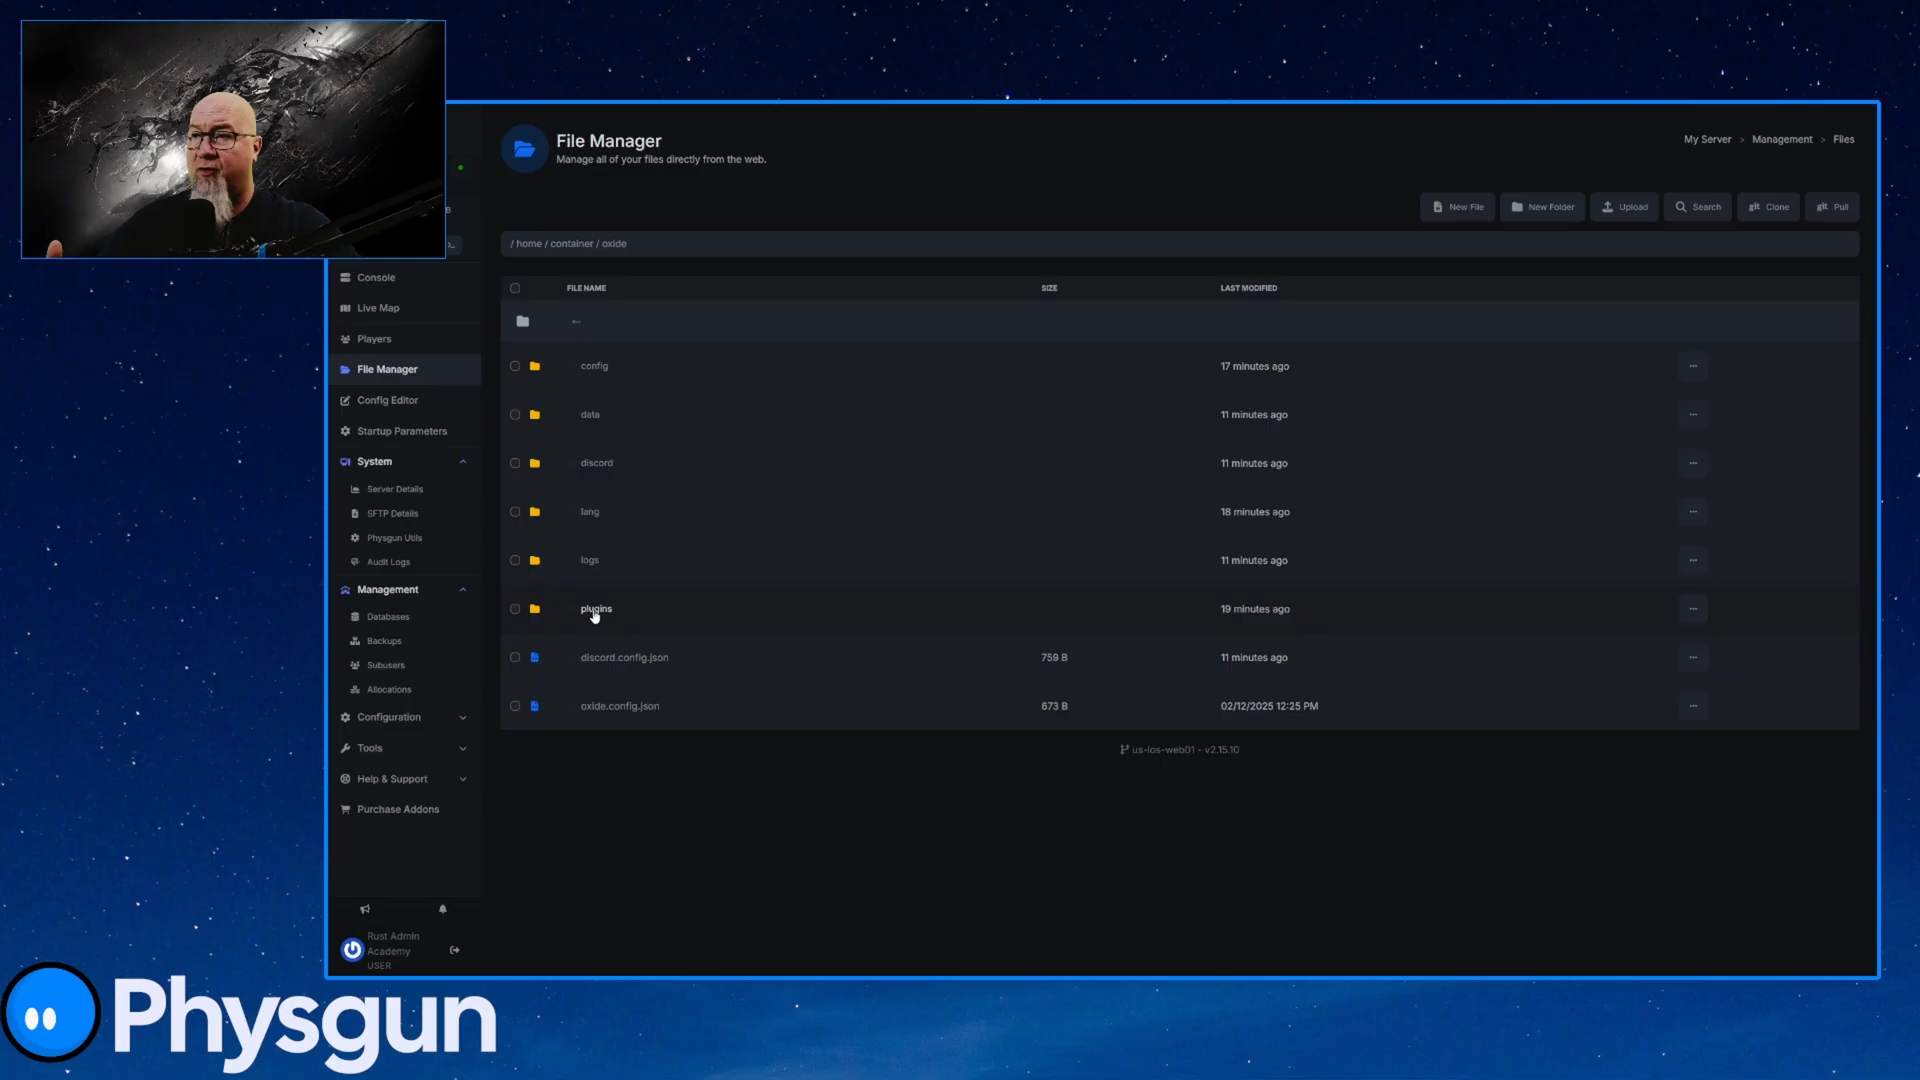 File Manager
Manage all of your files directly from the web.
My Server > Management > Files
New File
New Folder
Upload
Search
git Clone
git Pull
/ home / container / oxide
B
Console
Live Map
Players
File Manager
Config Editor
Startup Parameters
System
Server Details
SFTP Details
Physgun Utils
Audit Logs
Management
Databases
Backups
Subusers
Allocations
Configuration
Tools
Help & Support
Purchase Addons
Rust Admin
Academy
USER
FILE NAME SIZE LAST MODIFIED
←
config 17 minutes ago
data 11 minutes ago
discord 11 minutes ago
lang 18 minutes ago
logs 11 minutes ago
plugins 19 minutes ago
discord.config.json 759 B 11 minutes ago
oxide.config.json 673 B 02/12/2025 12:25 PM
us-los-web01 - v2.15.10
Physgun